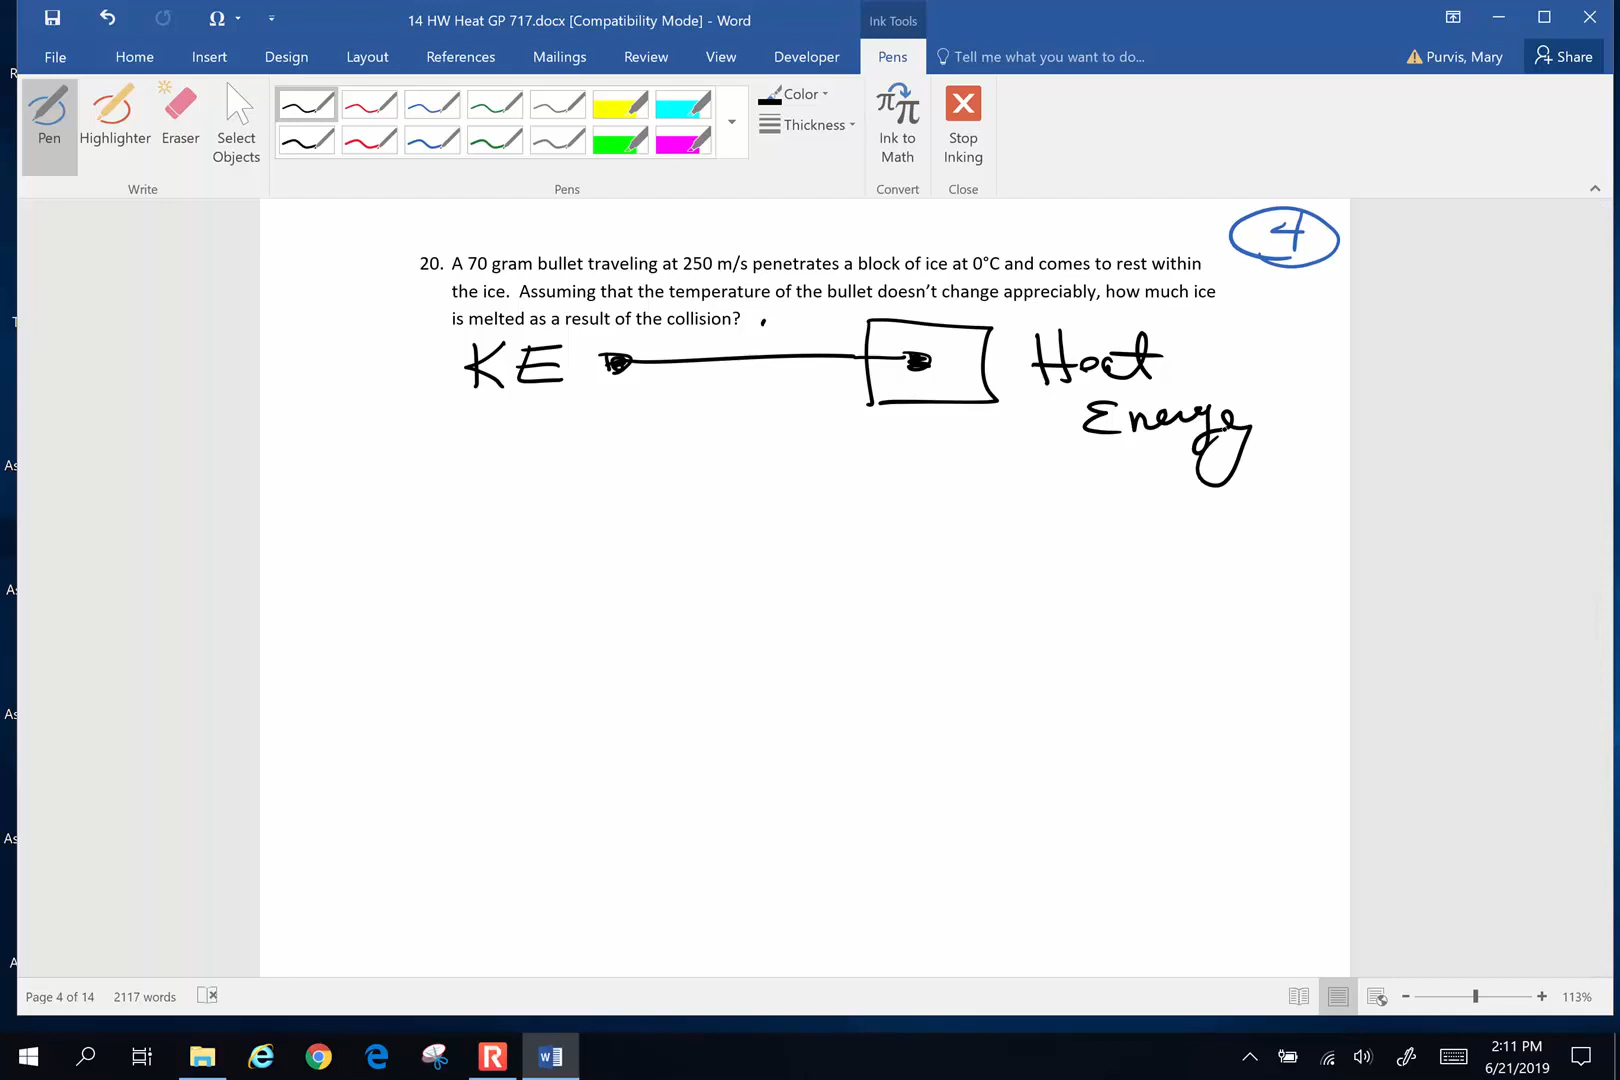 14 HW Heat GP 717.docx [Compatibility Mode] - Word
Ink Tools
File Home Insert Design Layout References Mailings Review View Developer Pens Tell me what you want to do... Purvis, Mary Share
Pen Highlighter Eraser Select Objects
Color
Thickness
Ink to Math
Stop Inking
Write Pens Convert Close
4
20. A 70 gram bullet traveling at 250 m/s penetrates a block of ice at 0°C and comes to rest within
the ice. Assuming that the temperature of the bullet doesn't change appreciably, how much ice
is melted as a result of the collision?
KE Heat
Energy
Page 4 of 14 2117 words 113%
2:11 PM
6/21/2019